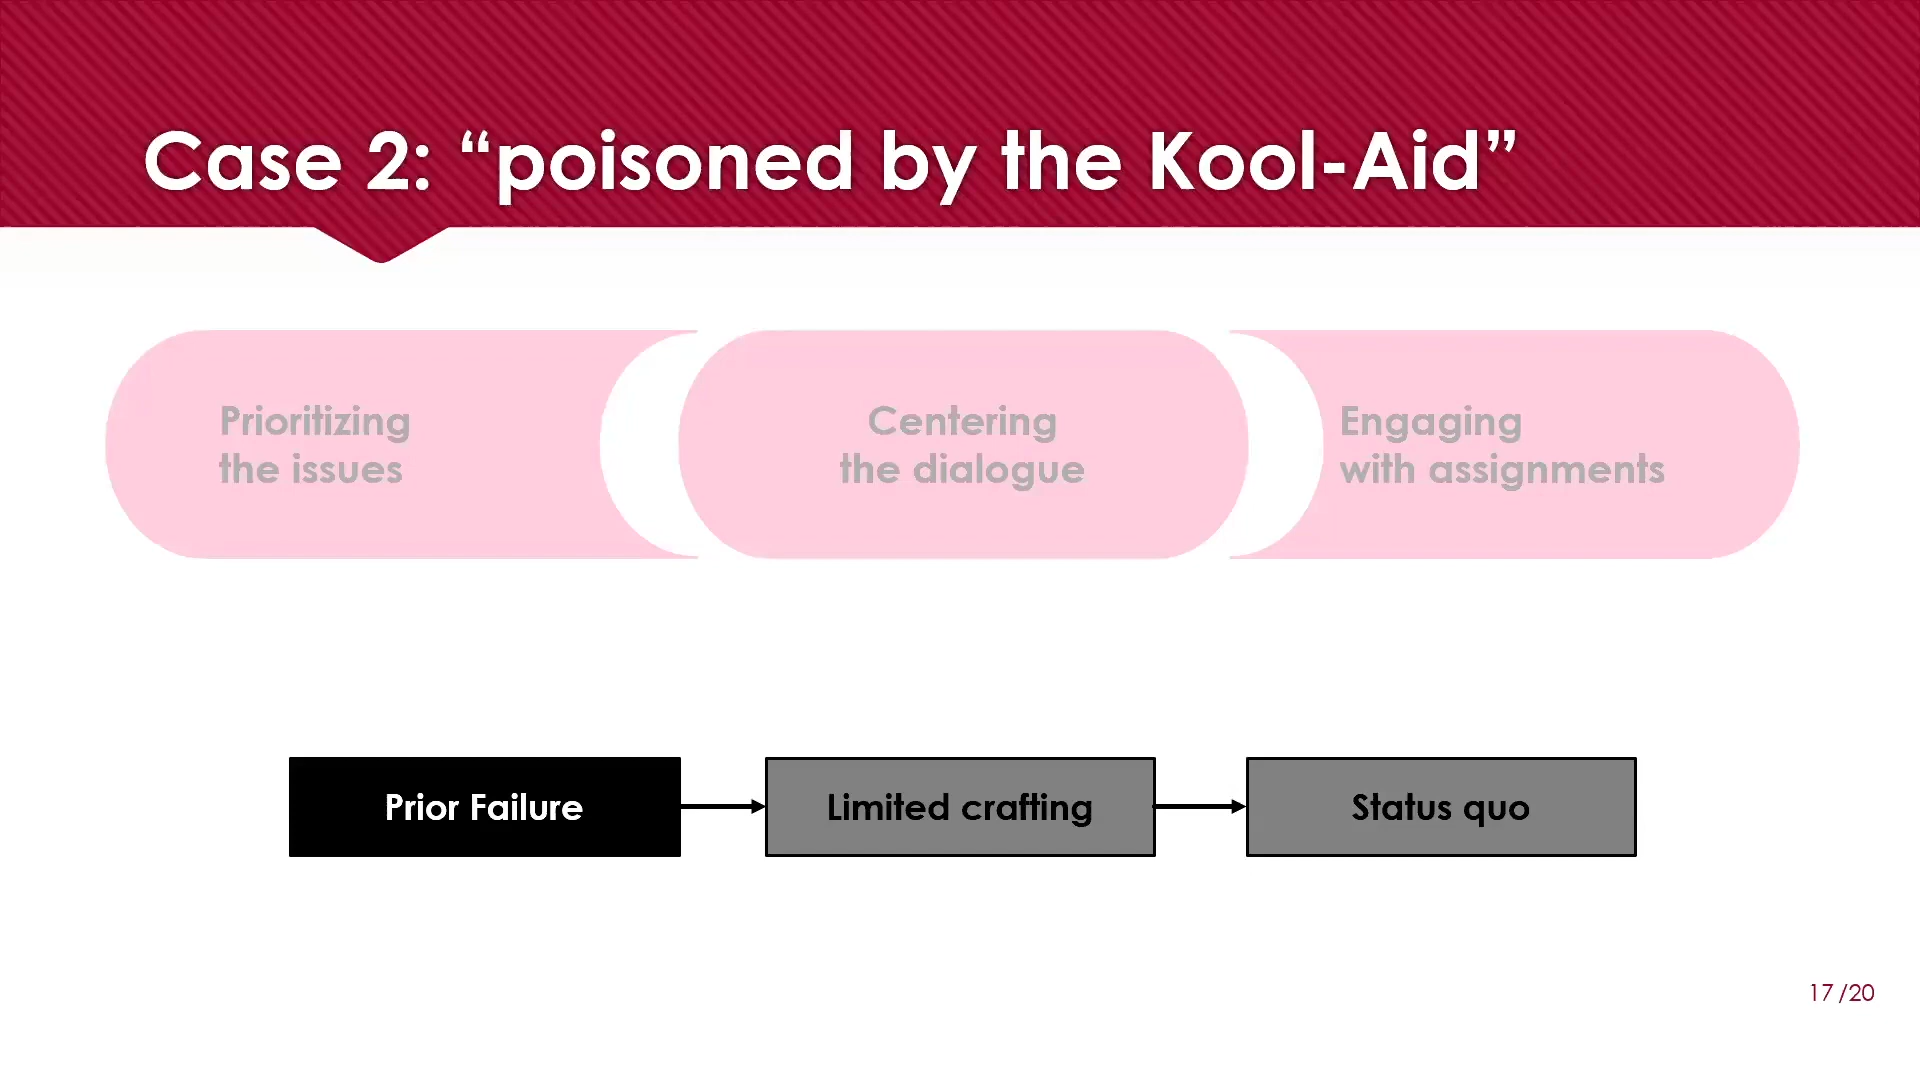 Case 2: “poisoned by the Kool-Aid”
Prioritizing
the issues
Centering
the dialogue
Engaging
with assignments
Prior Failure
Limited crafting
Status quo
17 /20